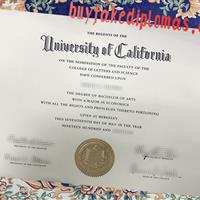 buyfakediplomas.
THE REGENTS OF THE
University of California
ON THE NOMINATION OF THE FACULTY OF THE
COLLEGE OF LETTERS AND SCIENCE
HAVE CONFERRED UPON
THE DEGREE OF BACHELOR OF ARTS
WITH A MAJOR IN ECONOMICS
WITH ALL THE RIGHTS AND PRIVILEGES THERETO PERTAINING
GIVEN AT BERKELEY
THIS SEVENTEENTH DAY OF MAY IN THE YEAR
NINETEEN HUNDRED AND